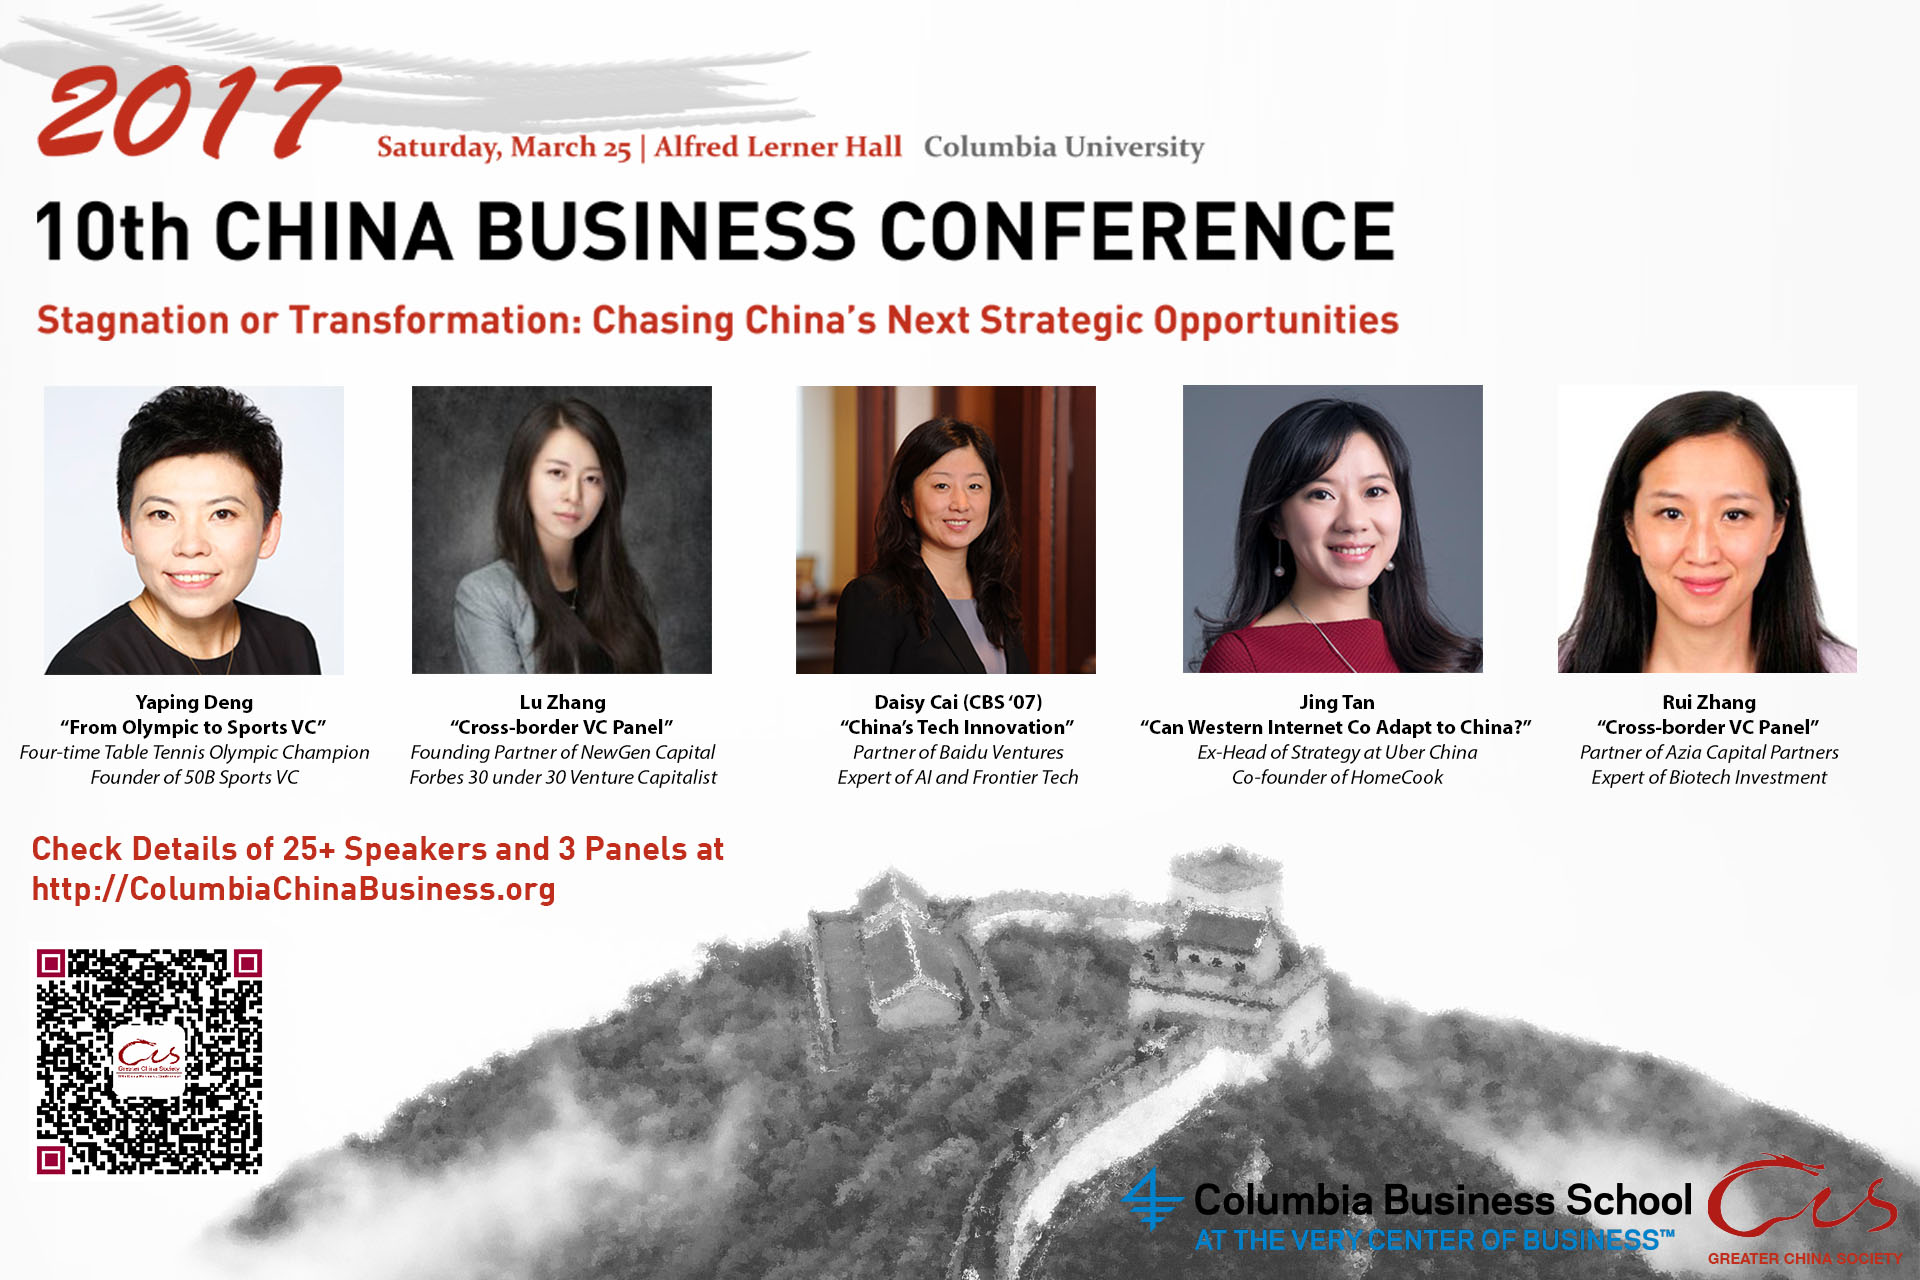 2017
Saturday, March 25 | Alfred Lerner Hall Columbia University
10th CHINA BUSINESS CONFERENCE
Stagnation or Transformation: Chasing China's Next Strategic Opportunities
Yaping Deng
“From Olympic to Sports VC”
Four-time Table Tennis Olympic Champion
Founder of 50B Sports VC
Lu Zhang
“Cross-border VC Panel”
Founding Partner of NewGen Capital
Forbes 30 under 30 Venture Capitalist
Daisy Cai (CBS ‘07)
“China’s Tech Innovation”
Partner of Baidu Ventures
Expert of AI and Frontier Tech
Jing Tan
“Can Western Internet Co Adapt to China?”
Ex-Head of Strategy at Uber China
Co-founder of HomeCook
Rui Zhang
“Cross-border VC Panel”
Partner of Azia Capital Partners
Expert of Biotech Investment
Check Details of 25+ Speakers and 3 Panels at
http://ColumbiaChinaBusiness.org
Greater China Society
Columbia Business School
AT THE VERY CENTER OF BUSINESS™
GREATER CHINA SOCIETY